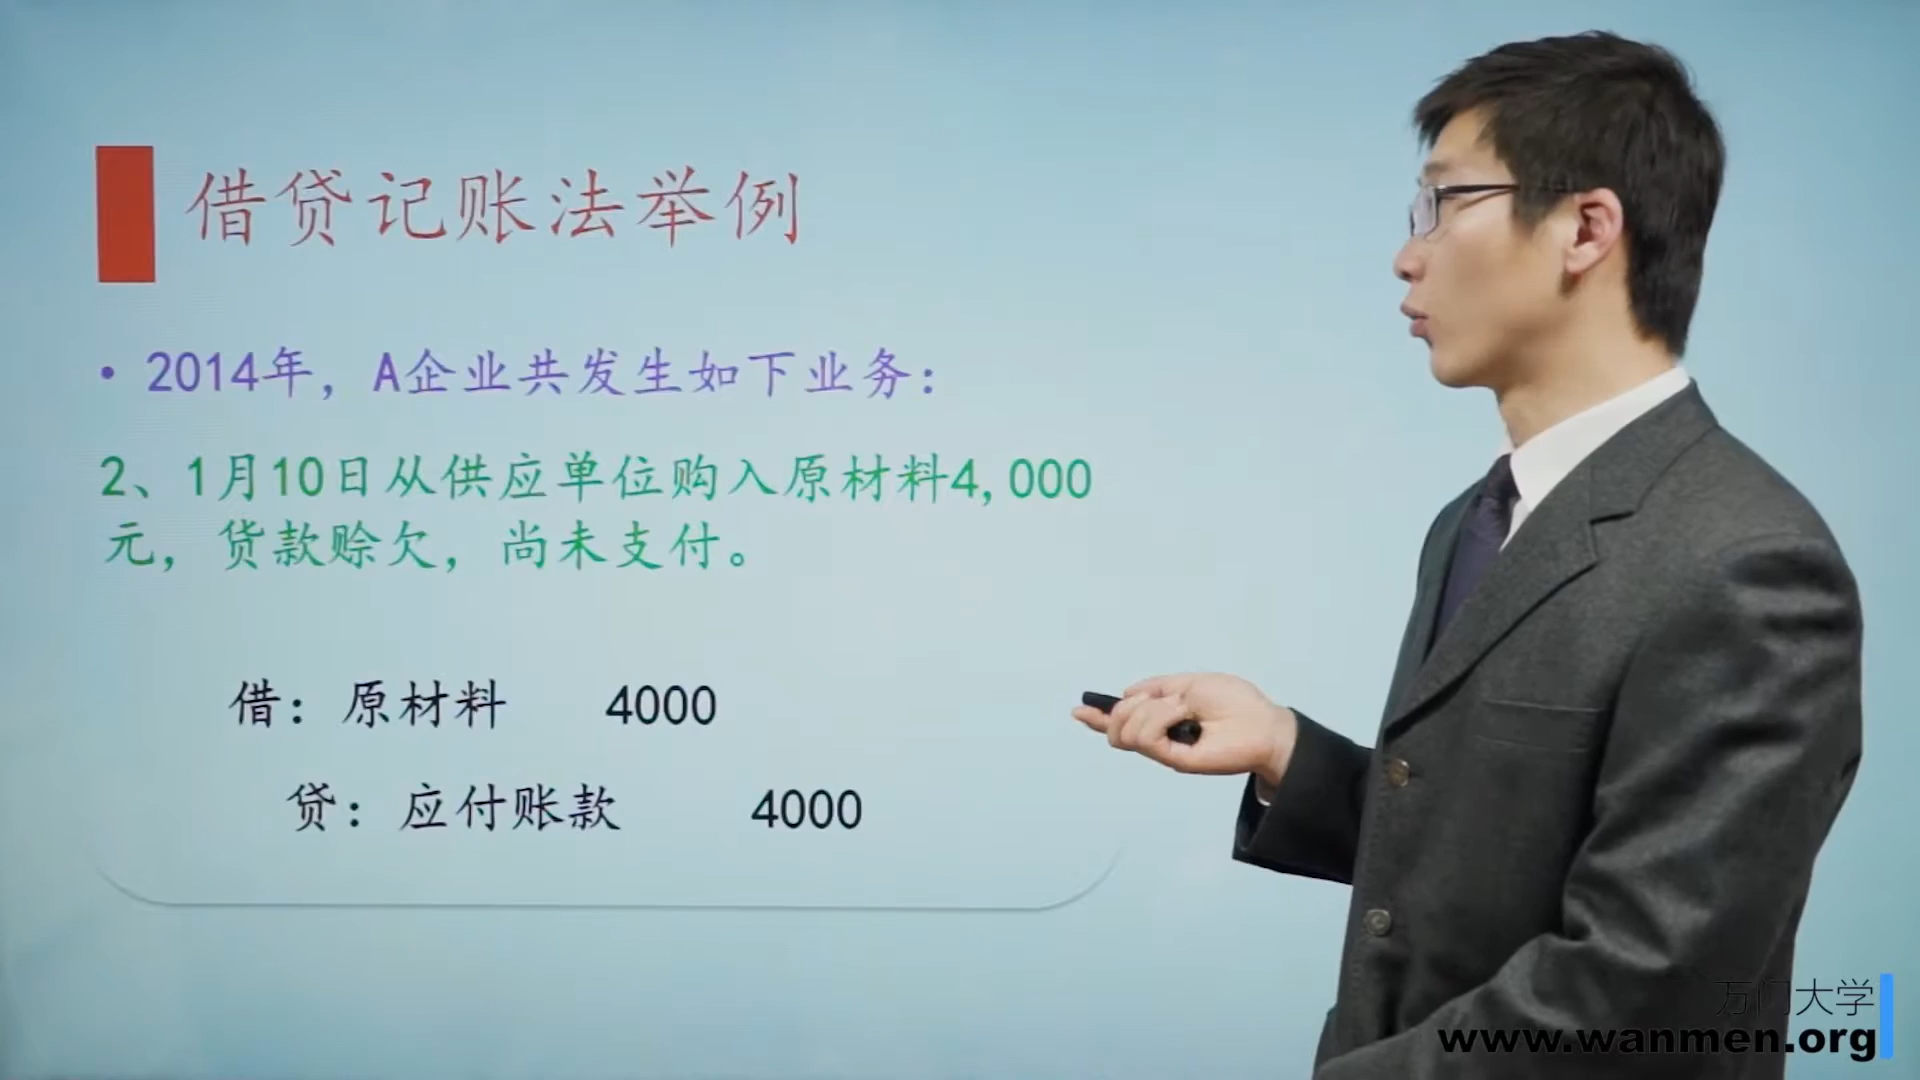 借贷记账法举例
• 2014年，A企业共发生如下业务：
2、1月10日从供应单位购入原材料4,000
元，货款赊欠，尚未支付。
借：原材料 4000
贷：应付账款 4000
万门大学
www.wanmen.org